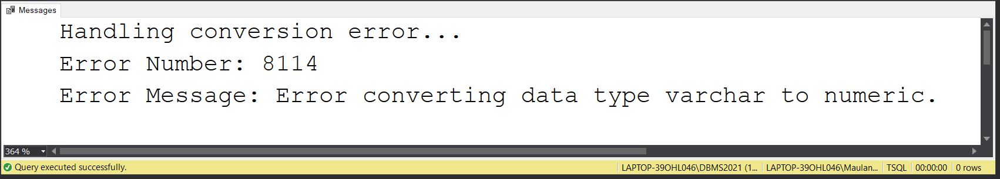 Messages
Handling conversion error...
Error Number: 8114
Error Message: Error converting data type varchar to numeric.
364 %
Query executed successfully.
LAPTOP-39OHL046\DBMS2021 (1... LAPTOP-39OHL046\Maulan... TSQL 00:00:00 0 rows